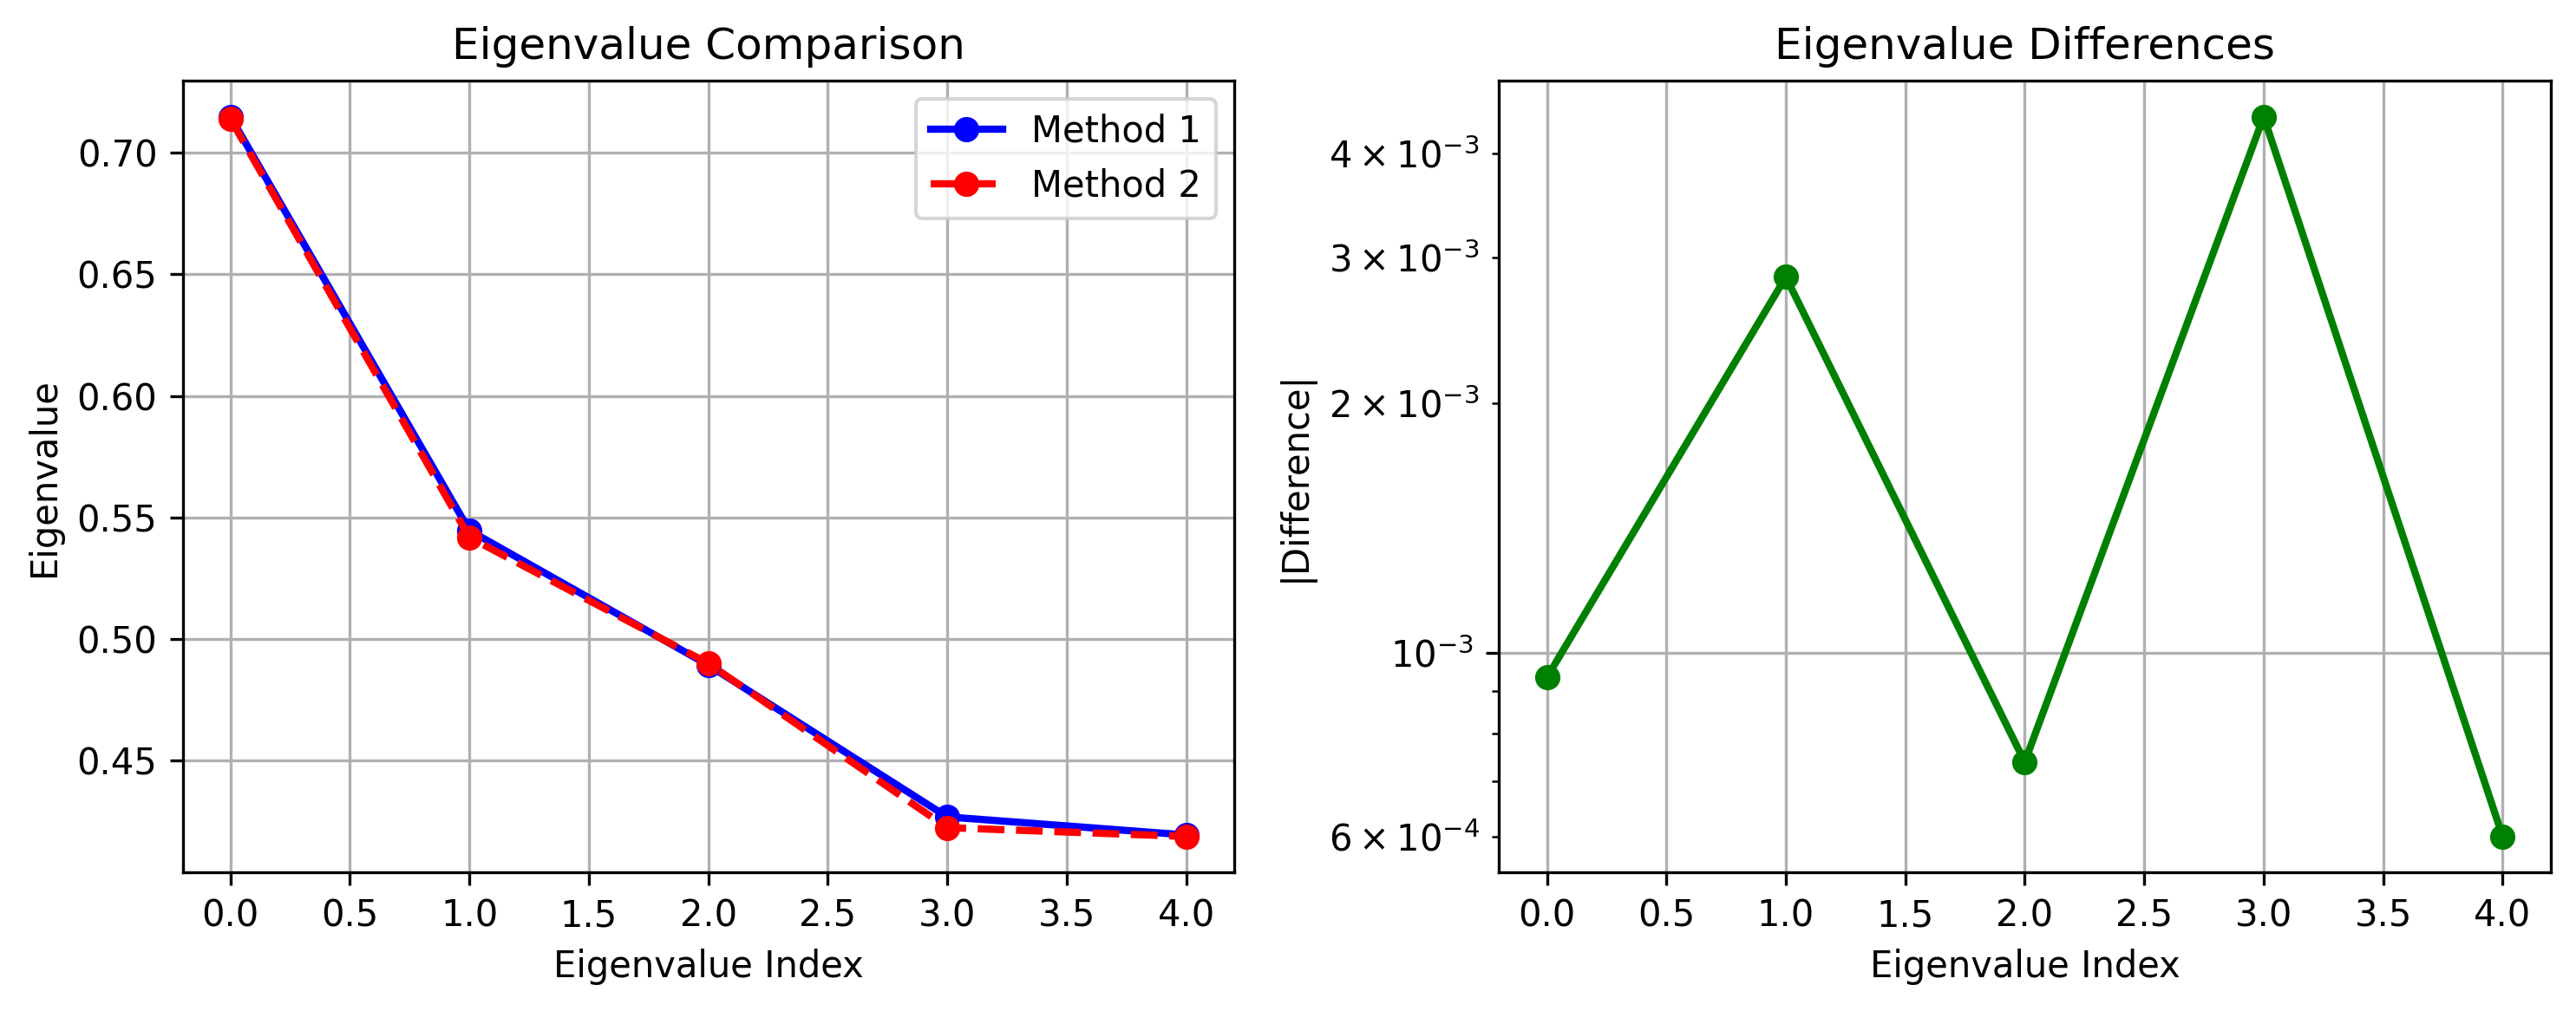 Eigenvalue Comparison
Eigenvalue
0.70
0.65
0.60
0.55
0.50
0.45
Method 1
Method 2
0.0 0.5 1.0 1.5 2.0 2.5 3.0 3.5 4.0
Eigenvalue Index
Eigenvalue Differences
|Difference|
4 × 10⁻³
3 × 10⁻³
2 × 10⁻³
10⁻³
6 × 10⁻⁴
0.0 0.5 1.0 1.5 2.0 2.5 3.0 3.5 4.0
Eigenvalue Index